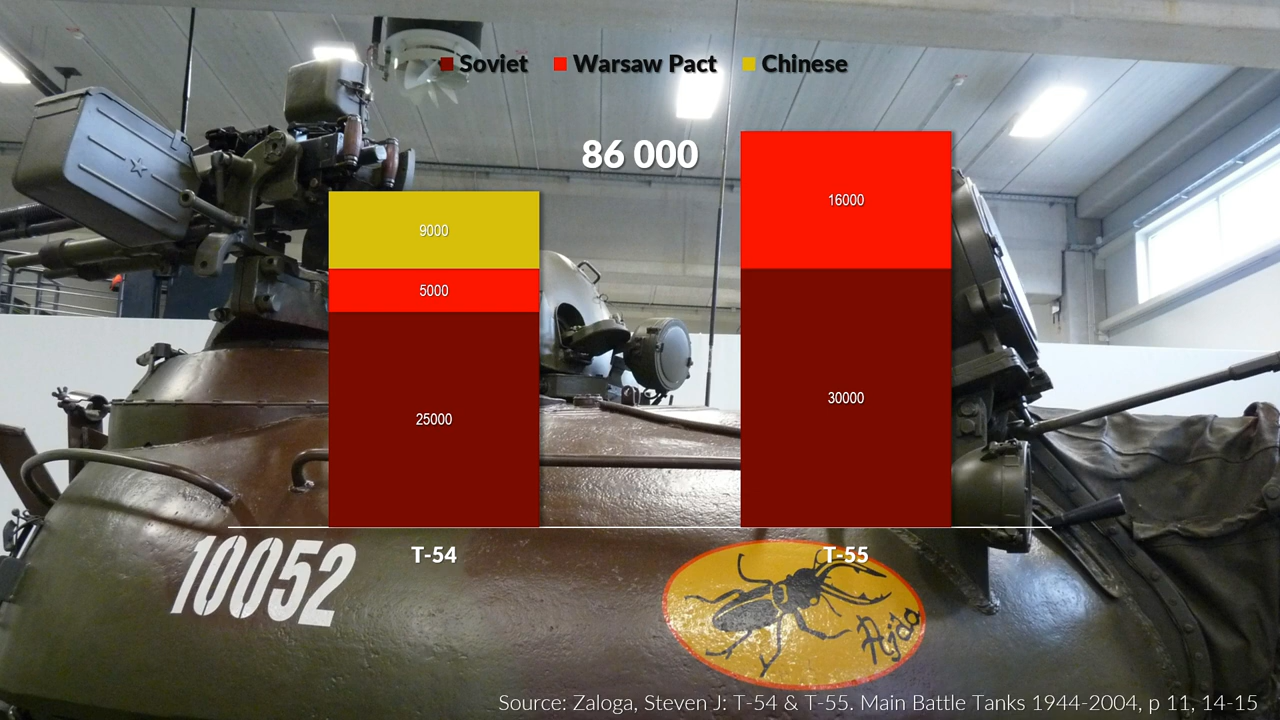 Soviet Warsaw Pact Chinese
86 000
16000
9000
5000
30000
25000
T-54 T-55
10052
Ajda
Source: Zaloga, Steven J: T-54 & T-55. Main Battle Tanks 1944-2004, p 11, 14-15